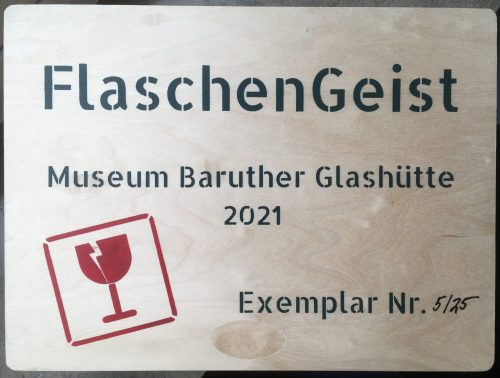 FlaschenGeist
Museum Baruther Glashütte
2021
Exemplar Nr. 5/25